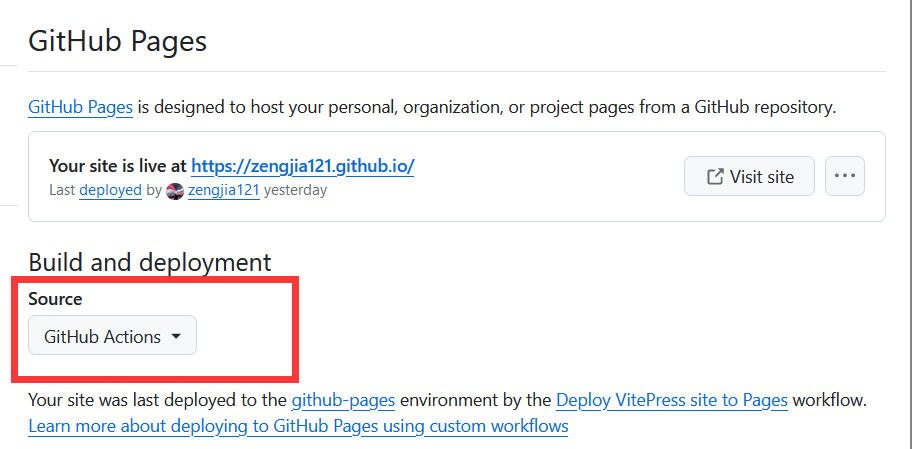 GitHub Pages
GitHub Pages is designed to host your personal, organization, or project pages from a GitHub repository.
Your site is live at https://zengjia121.github.io/
Visit site
Last deployed by zengjia121 yesterday
Build and deployment
Source
GitHub Actions
Your site was last deployed to the github-pages environment by the Deploy VitePress site to Pages workflow.
Learn more about deploying to GitHub Pages using custom workflows